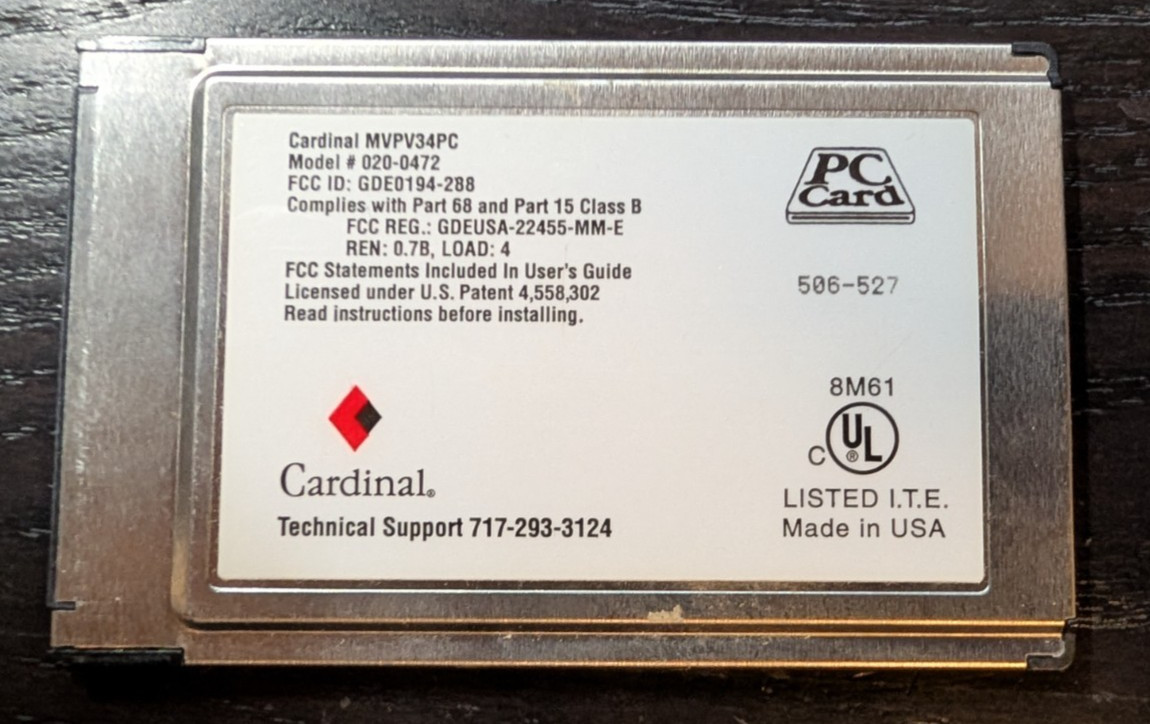 Cardinal MVPV34PC
Model # 020-0472
FCC ID: GDE0194-288
Complies with Part 68 and Part 15 Class B
FCC REG.: GDEUSA-22455-MM-E
REN: 0.7B, LOAD: 4
FCC Statements Included In User's Guide
Licensed under U.S. Patent 4,558,302
Read instructions before installing.
Cardinal®
Technical Support 717-293-3124
PC
Card
506-527
8M61
C UL ®
LISTED I.T.E.
Made in USA